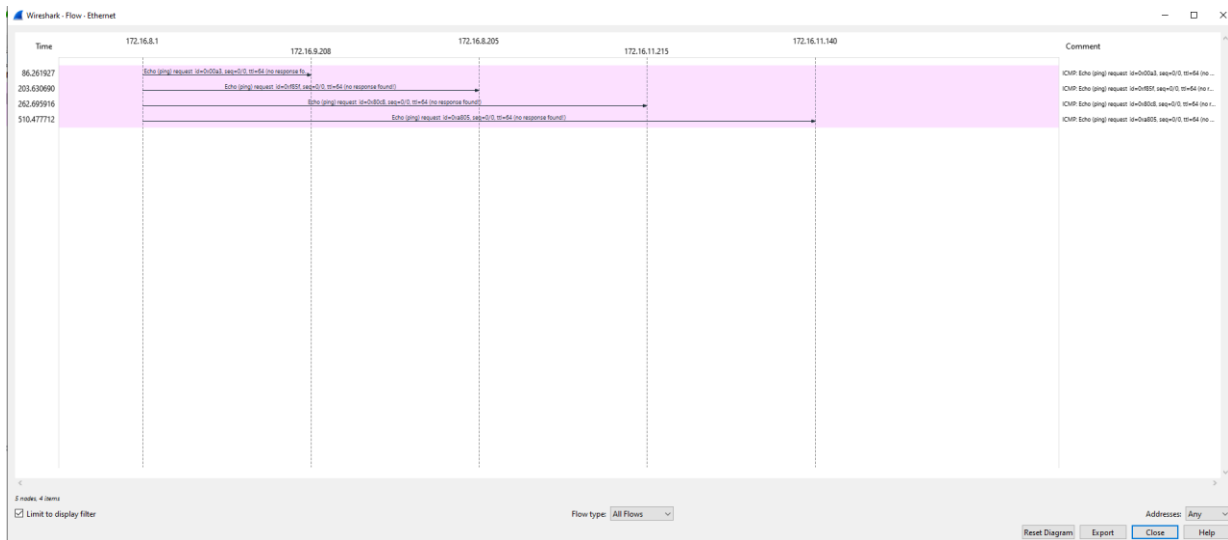 Wireshark · Flow · Ethernet
Time
172.16.8.1
172.16.9.208
172.16.8.205
172.16.11.215
172.16.11.140
Comment
86.261927
Echo (ping) request id=0x00a3, seq=0/0, ttl=64 (no response fo...
ICMP: Echo (ping) request id=0x00a3, seq=0/0, ttl=64 (no ...
203.630690
Echo (ping) request id=0xf85f, seq=0/0, ttl=64 (no response found!)
ICMP: Echo (ping) request id=0xf85f, seq=0/0, ttl=64 (no r...
262.695916
Echo (ping) request id=0x80c8, seq=0/0, ttl=64 (no response found!)
ICMP: Echo (ping) request id=0x80c8, seq=0/0, ttl=64 (no r...
510.477712
Echo (ping) request id=0xa805, seq=0/0, ttl=64 (no response found!)
ICMP: Echo (ping) request id=0xa805, seq=0/0, ttl=64 (no ...
5 nodes, 4 items
Limit to display filter
Flow type: All Flows
Addresses: Any
Reset Diagram
Export
Close
Help